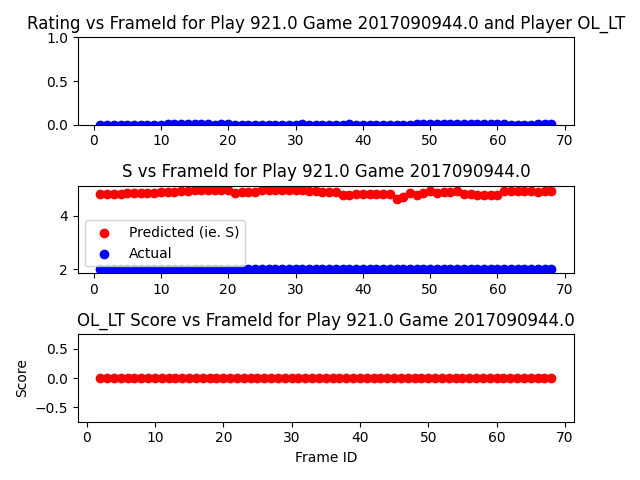 Rating vs FrameId for Play 921.0 Game 2017090944.0 and Player OL_LT
1.0
0.5
0.0
0 10 20 30 40 50 60 70
S vs FrameId for Play 921.0 Game 2017090944.0
4
2
Predicted (ie. S)
Actual
0 10 20 30 40 50 60 70
OL_LT Score vs FrameId for Play 921.0 Game 2017090944.0
Score
0.5
0.0
−0.5
0 10 20 30 40 50 60 70
Frame ID